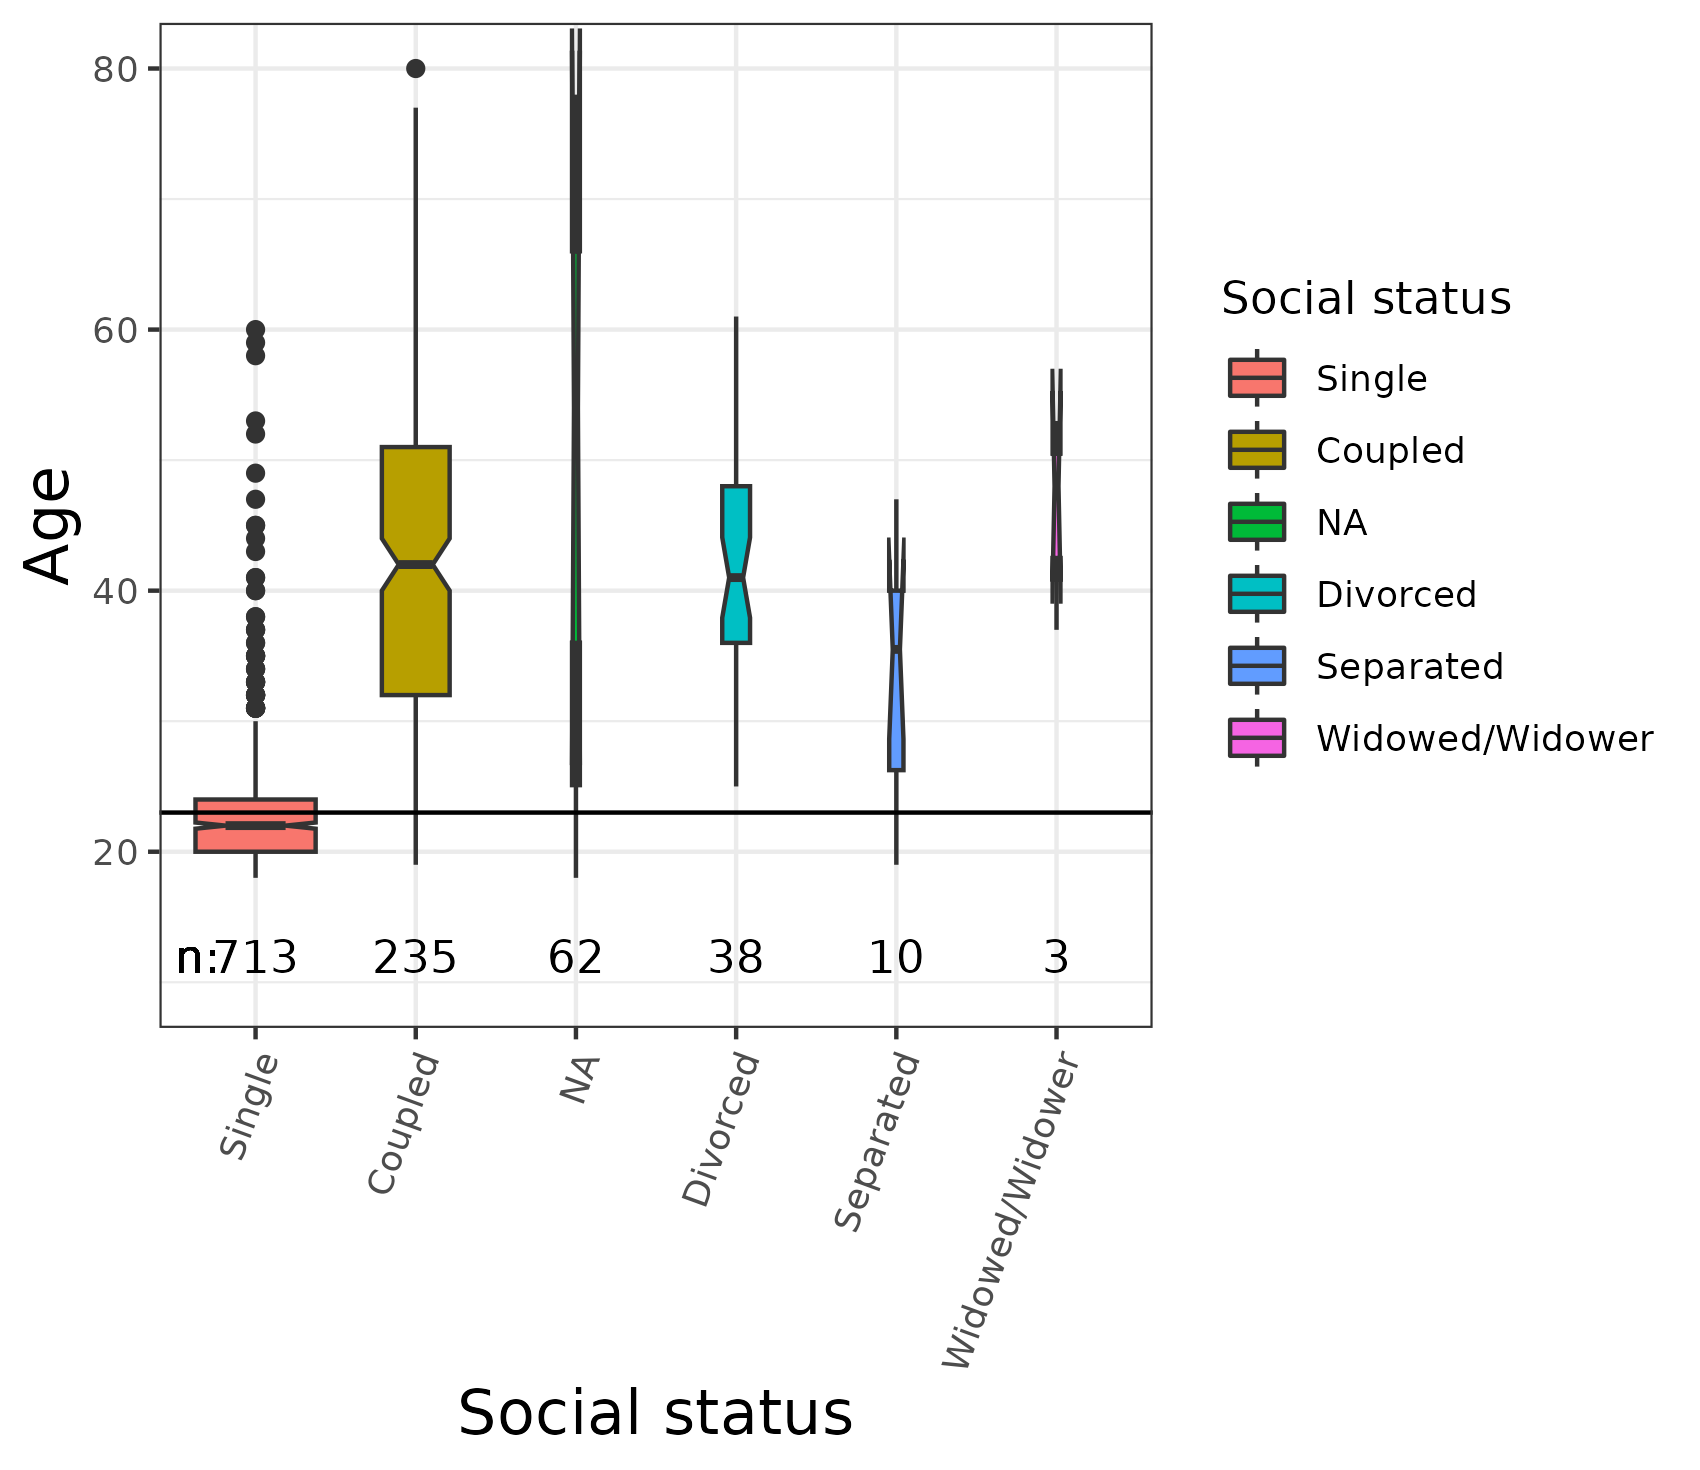 80
60
40
20
Age
n:713 235 62 38 10 3
Single
Coupled
NA
Divorced
Separated
Widowed/Widower
Social status
Social status
Single
Coupled
NA
Divorced
Separated
Widowed/Widower